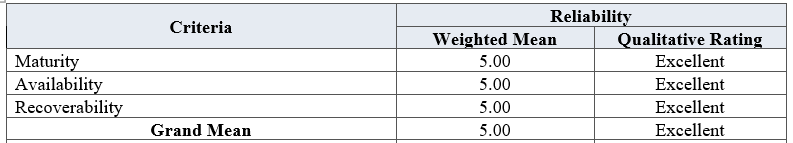 Criteria
Reliability
Weighted Mean Qualitative Rating
Maturity 5.00 Excellent
Availability 5.00 Excellent
Recoverability 5.00 Excellent
Grand Mean 5.00 Excellent